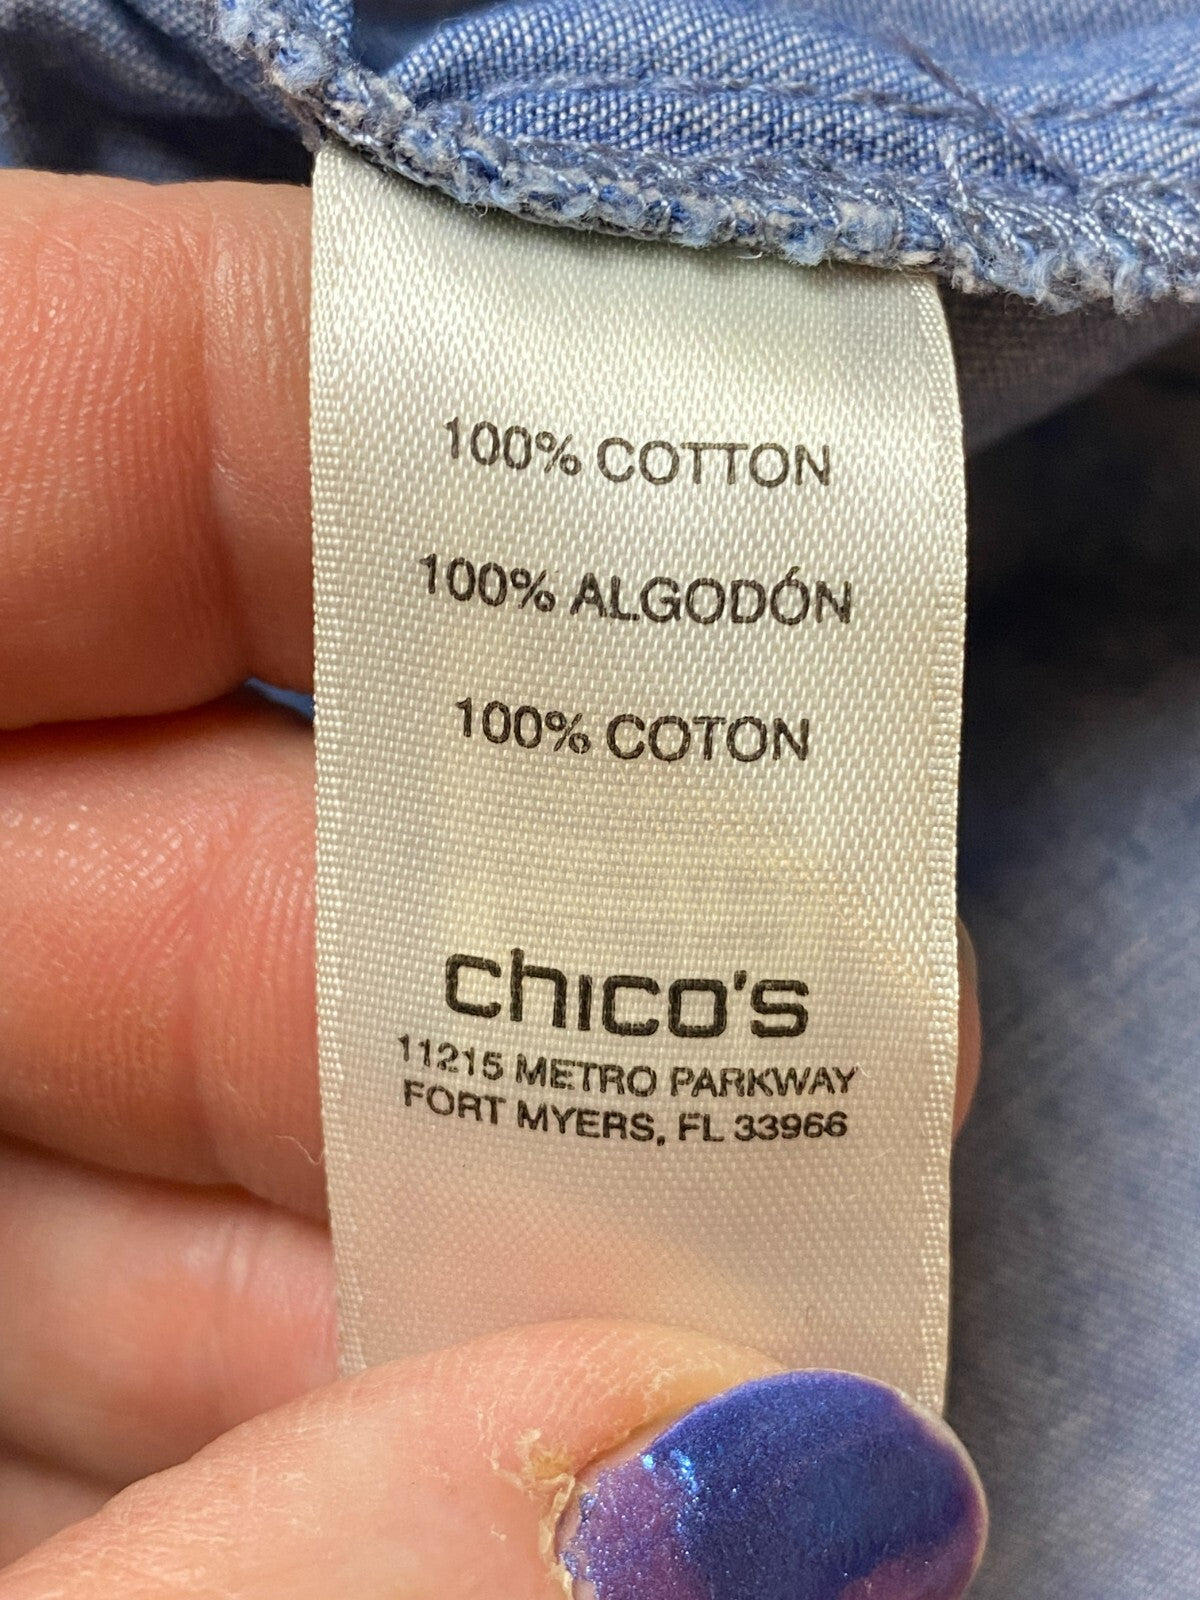 100% COTTON
100% ALGODÓN
100% COTON
chico's
11215 METRO PARKWAY
FORT MYERS, FL 33966